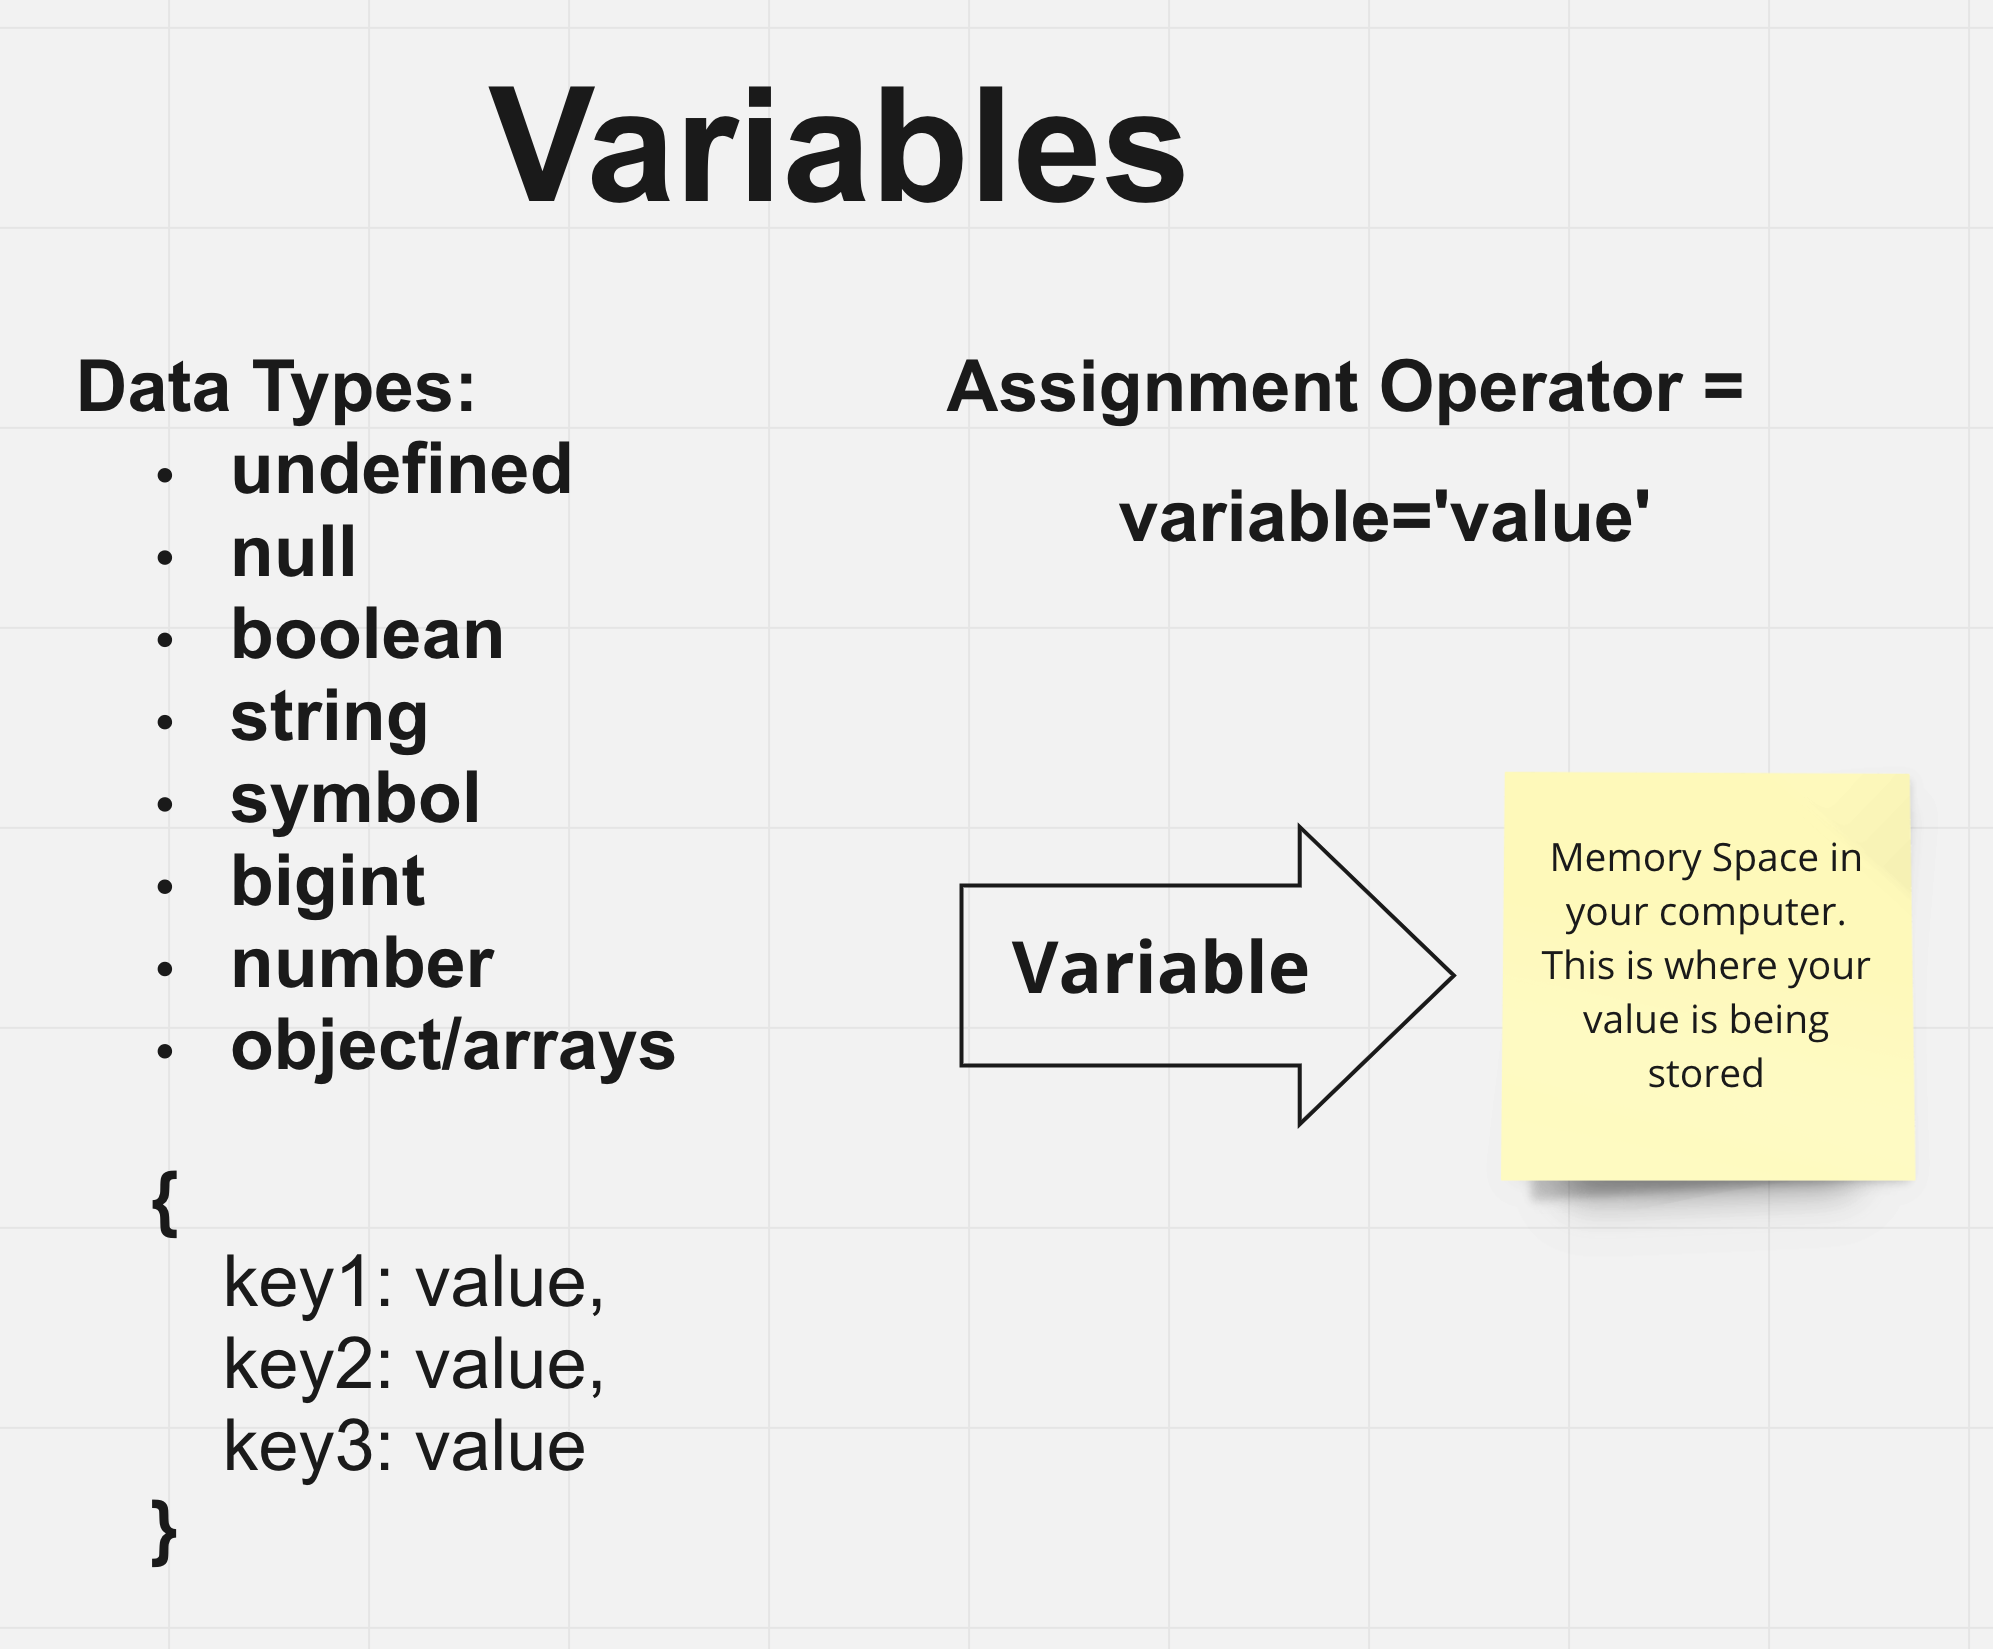 Variables
Data Types:
• undefined
• null
• boolean
• string
• symbol
• bigint
• number
• object/arrays
{
key1: value,
key2: value,
key3: value
}
Assignment Operator =
variable='value'
Variable
Memory Space in
your computer.
This is where your
value is being
stored